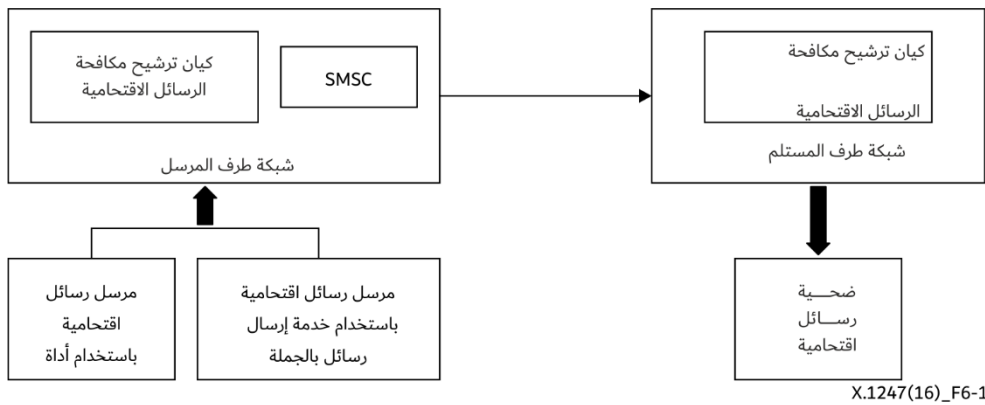 كيان ترشيح مكافحة
الرسائل الاقتحامية
SMSC
شبكة طرف المرسل
كيان ترشيح مكافحة
الرسائل الاقتحامية
شبكة طرف المستلم
مرسل رسائل
اقتحامية
باستخدام أداة
مرسل رسائل اقتحامية
باستخدام خدمة إرسال
رسائل بالجملة
ضحـــية
رســـائل
اقتحامية
X.1247(16)_F6-1